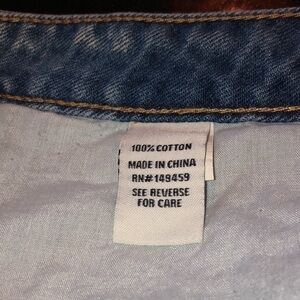 100% COTTON
MADE IN CHINA
RN# 149459
SEE REVERSE
FOR CARE